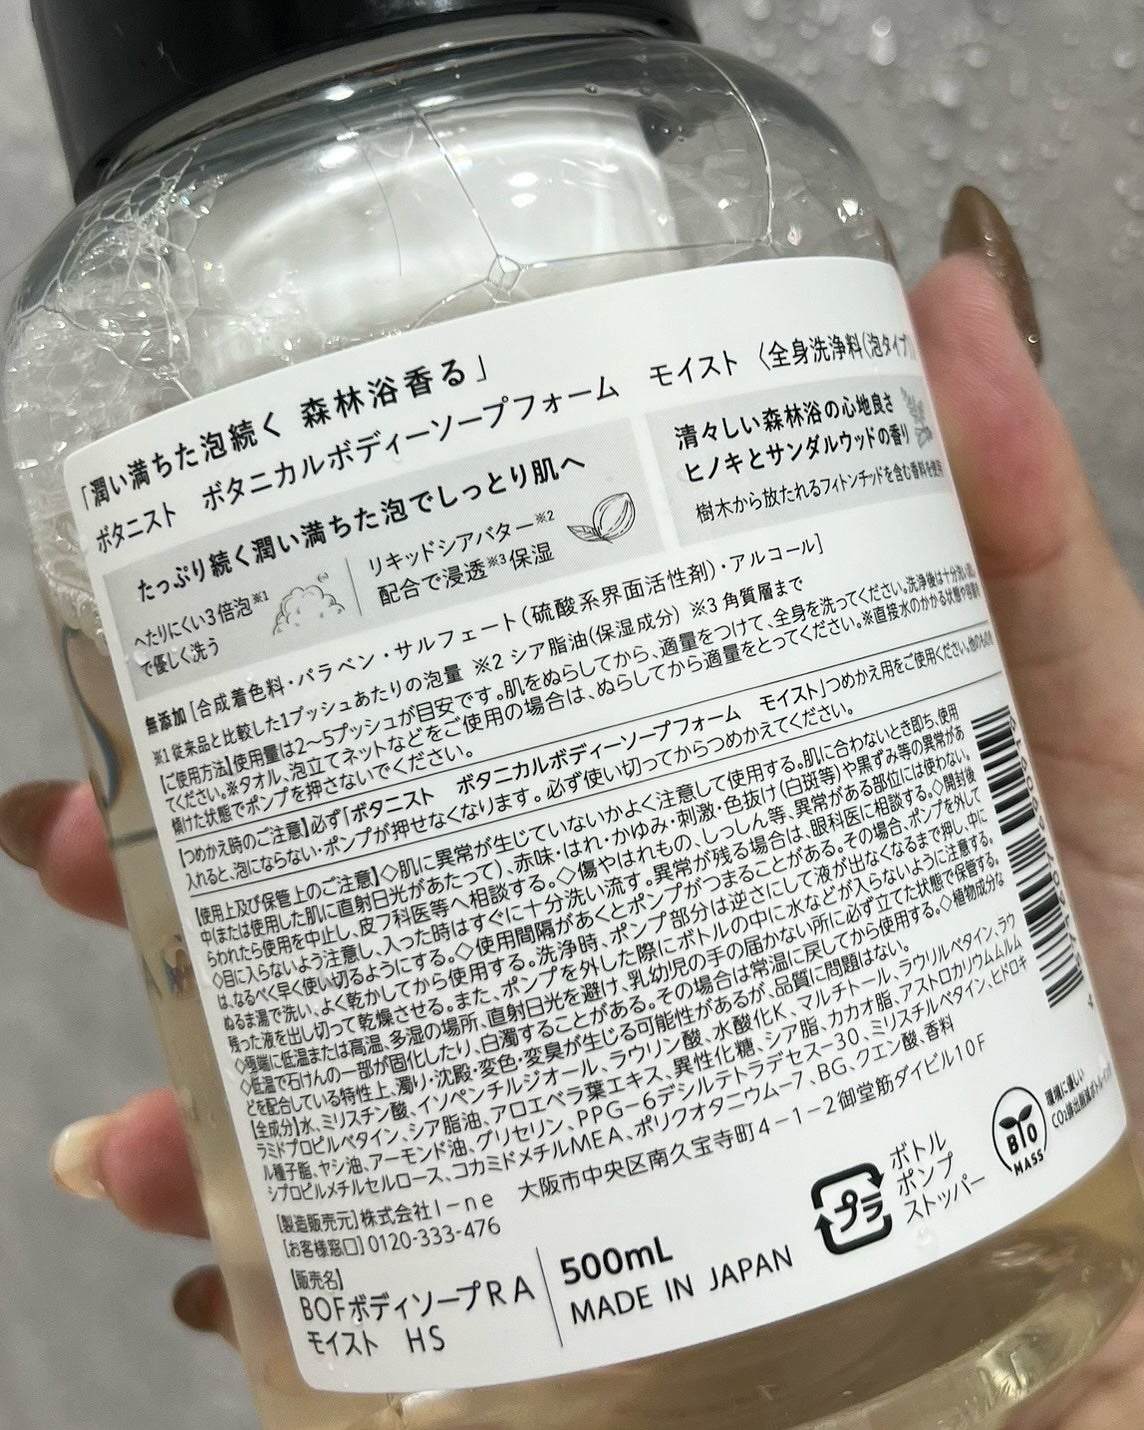 「潤い満ちた泡続く 森林浴香る」
ボタニスト ボタニカルボディーソープフォーム モイスト 〈全身洗浄料(泡タイプ)
たっぷり続く潤い満ちた泡でしっとり肌へ
へたりにくい3倍泡※1
で優しく洗う
リキッドシアバター※2
配合で浸透※3保湿
清々しい森林浴の心地良さ
ヒノキとサンダルウッドの香り
樹木から放たれるフィトンチッドを含む香料を使用
無添加[合成着色料・パラベン・サルフェート(硫酸系界面活性剤)・アルコール]
※1 従来品と比較した1プッシュあたりの泡量 ※2 シア脂油(保湿成分) ※3 角質層まで
【ご使用方法】使用量は2～5プッシュが目安です。肌をぬらしてから、適量をつけて、全身を洗ってください。洗浄後は十分洗い流し
てください。※タオル、泡立てネットなどをご使用の場合は、ぬらしてから適量をとってください。※直接水のかかる状態や容器を
傾けた状態でポンプを押さないでください。
【つめかえ時のご注意】必ず「ボタニスト ボタニカルボディーソープフォーム モイスト」つめかえ用をご使用ください。他のものを
入れると、泡にならない・ポンプが押せなくなります。必ず使い切ってからつめかえてください。
【使用上及び保管上のご注意】◇肌に異常が生じていないかよく注意して使用する。肌に合わないとき即ち、使用
中(または使用した肌に直射日光があたって)、赤味・はれ・かゆみ・刺激・色抜け(白斑等)や黒ずみ等の異常があ
らわれたら使用を中止し、皮フ科医等へ相談する。◇傷やはれもの、しっしん等、異常がある部位には使わない。
◇目に入らないよう注意し、入った時はすぐに十分洗い流す。異常が残る場合は、眼科医に相談する。◇開封後
は、なるべく早く使い切るようにする。◇使用間隔があくとポンプがつまることがある。その場合、ポンプを外して
ぬるま湯で洗い、よく乾かしてから使用する。洗浄時、ポンプ部分は逆さにして液が出なくなるまで押し、中に
残った液を出し切って乾燥させる。また、ポンプを外した際にボトルの中に水などが入らないように注意する。
◇極端に低温または高温、多湿の場所、直射日光を避け、乳幼児の手の届かない所に必ず立てた状態で保管する。
◇低温で石けんの一部が固化したり、白濁することがある。その場合は常温に戻してから使用する。◇植物成分な
どを配合している特性上、濁り・沈殿・変色・変臭が生じる可能性があるが、品質に問題はない。
【全成分】水、ミリスチン酸、イソペンチルジオール、ラウリン酸、水酸化K、マルチトール、ラウリルベタイン、ラウ
ラミドプロピルベタイン、シア脂油、アロエベラ葉エキス、異性化糖、シア脂、カカオ脂、アストロカリウムムルム
ル種子脂、ヤシ油、アーモンド油、グリセリン、PPG－6デシルテトラデセス－30、ミリスチルベタイン、ヒドロキ
シプロピルメチルセルロース、コカミドメチルMEA、ポリクオタニウム－7、BG、クエン酸、香料
【製造販売元】株式会社I－ne 大阪市中央区南久宝寺町4－1－2御堂筋ダイビル10F
【お客様窓口】0120-333-476
【販売名】
BOFボディソープRA
モイスト HS
500mL
MADE IN JAPAN
プラ
ボトル
ポンプ
ストッパー
BIO
MASS
環境に優しい